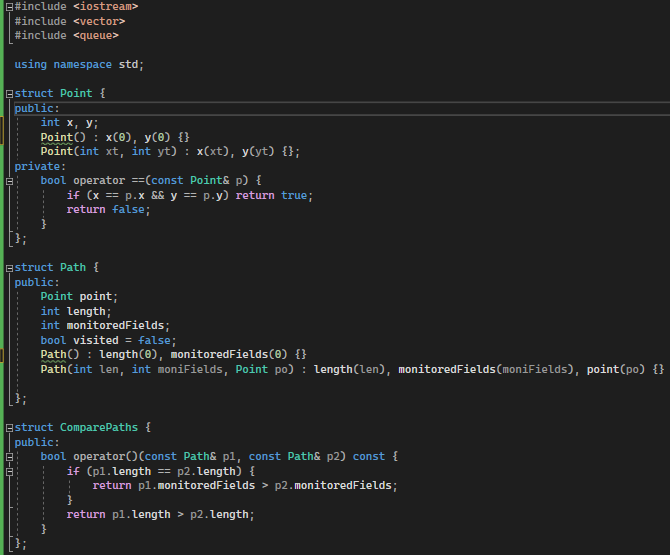 #include <iostream>
#include <vector>
#include <queue>
using namespace std;
struct Point {
public:
int x, y;
Point() : x(0), y(0) {}
Point(int xt, int yt) : x(xt), y(yt) {};
private:
bool operator ==(const Point& p) {
if (x == p.x && y == p.y) return true;
return false;
}
};
struct Path {
public:
Point point;
int length;
int monitoredFields;
bool visited = false;
Path() : length(0), monitoredFields(0) {}
Path(int len, int moniFields, Point po) : length(len), monitoredFields(moniFields), point(po) {}
};
struct ComparePaths {
public:
bool operator()(const Path& p1, const Path& p2) const {
if (p1.length == p2.length) {
return p1.monitoredFields > p2.monitoredFields;
}
return p1.length > p2.length;
}
};